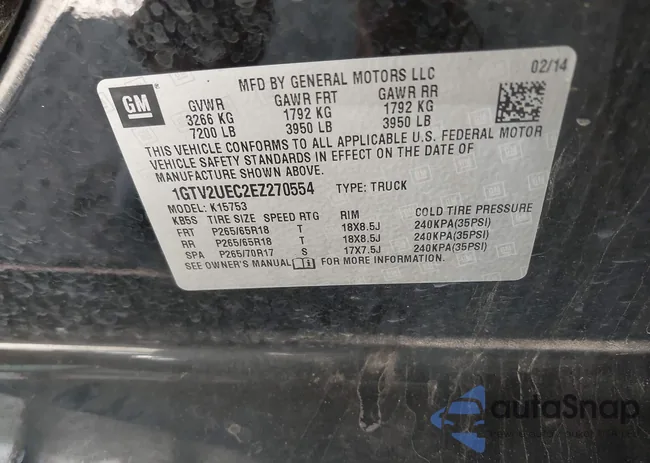 MFD BY GENERAL MOTORS LLC 02/14
GM
GVWR GAWR FRT GAWR RR
3266 KG 1792 KG 1792 KG
7200 LB 3950 LB 3950 LB
THIS VEHICLE CONFORMS TO ALL APPLICABLE U.S. FEDERAL MOTOR
VEHICLE SAFETY STANDARDS IN EFFECT ON THE DATE OF
MANUFACTURE SHOWN ABOVE.
1GTV2UEC2EZ270554 TYPE: TRUCK
MODEL: K15753
KB5S TIRE SIZE SPEED RTG RIM COLD TIRE PRESSURE
FRT P265/65R18 T 18X8.5J 240KPA(35PSI)
RR P265/65R18 T 18X8.5J 240KPA(35PSI)
SPA P265/70R17 S 17X7.5J 240KPA(35PSI)
SEE OWNER'S MANUAL FOR MORE INFORMATION.
autoSnap